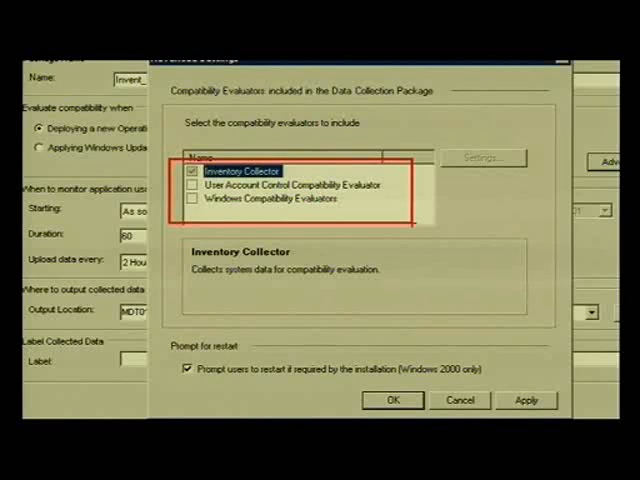 Advanced Settings
Name:
Invent_
Compatibility Evaluators included in the Data Collection Package
Evaluate compatibility when
Deploying a new Operati
Applying Windows Upda
Select the compatibility evaluators to include
Name
Settings...
Inventory Collector
User Account Control Compatibility Evaluator
Windows Compatibility Evaluators
Adv
When to monitor application us
Starting:
As so
01
Duration:
60
Upload data every:
2 Hou
Inventory Collector
Collects system data for compatibility evaluation.
Where to output collected data
Output Location:
MDT01
Label Collected Data
Label:
Prompt for restart
Prompt users to restart if required by the installation (Windows 2000 only)
OK
Cancel
Apply